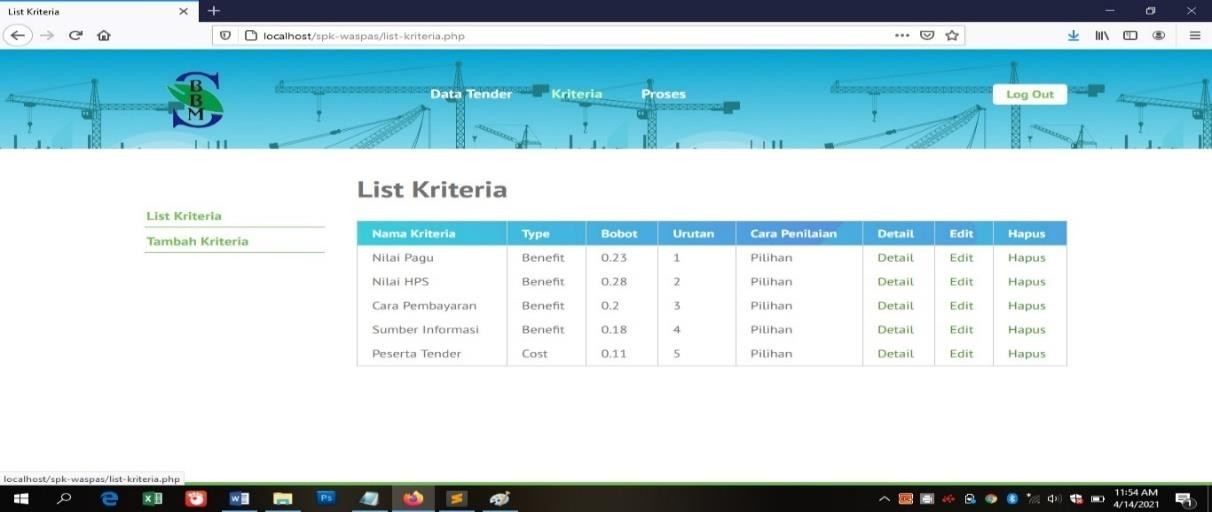 List Kriteria
localhost/spk-waspas/list-kriteria.php
BBM
Data Tender Kriteria Proses Log Out
List Kriteria
List Kriteria
Tambah Kriteria
Nama Kriteria Type Bobot Urutan Cara Penilaian Detail Edit Hapus
Nilai Pagu Benefit 0.23 1 Pilihan Detail Edit Hapus
Nilai HPS Benefit 0.28 2 Pilihan Detail Edit Hapus
Cara Pembayaran Benefit 0.2 3 Pilihan Detail Edit Hapus
Sumber Informasi Benefit 0.18 4 Pilihan Detail Edit Hapus
Peserta Tender Cost 0.11 5 Pilihan Detail Edit Hapus
localhost/spk-waspas/list-kriteria.php
Ps
11:54 AM
4/14/2021